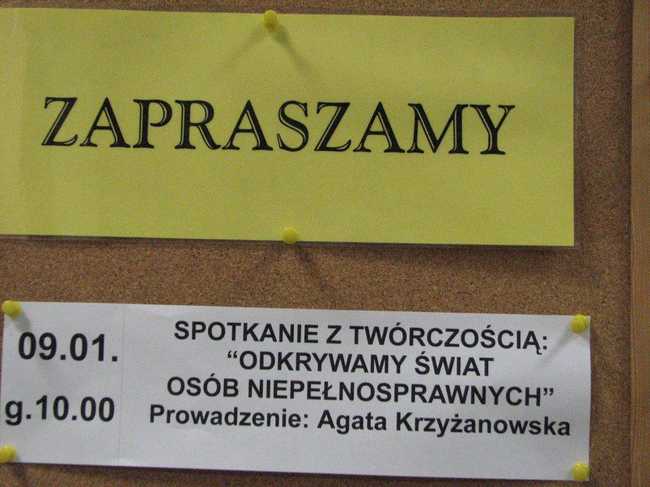 ZAPRASZAMY
09.01.
g.10.00
SPOTKANIE Z TWÓRCZOŚCIĄ:
“ODKRYWAMY ŚWIAT
OSÓB NIEPEŁNOSPRAWNYCH”
Prowadzenie: Agata Krzyżanowska